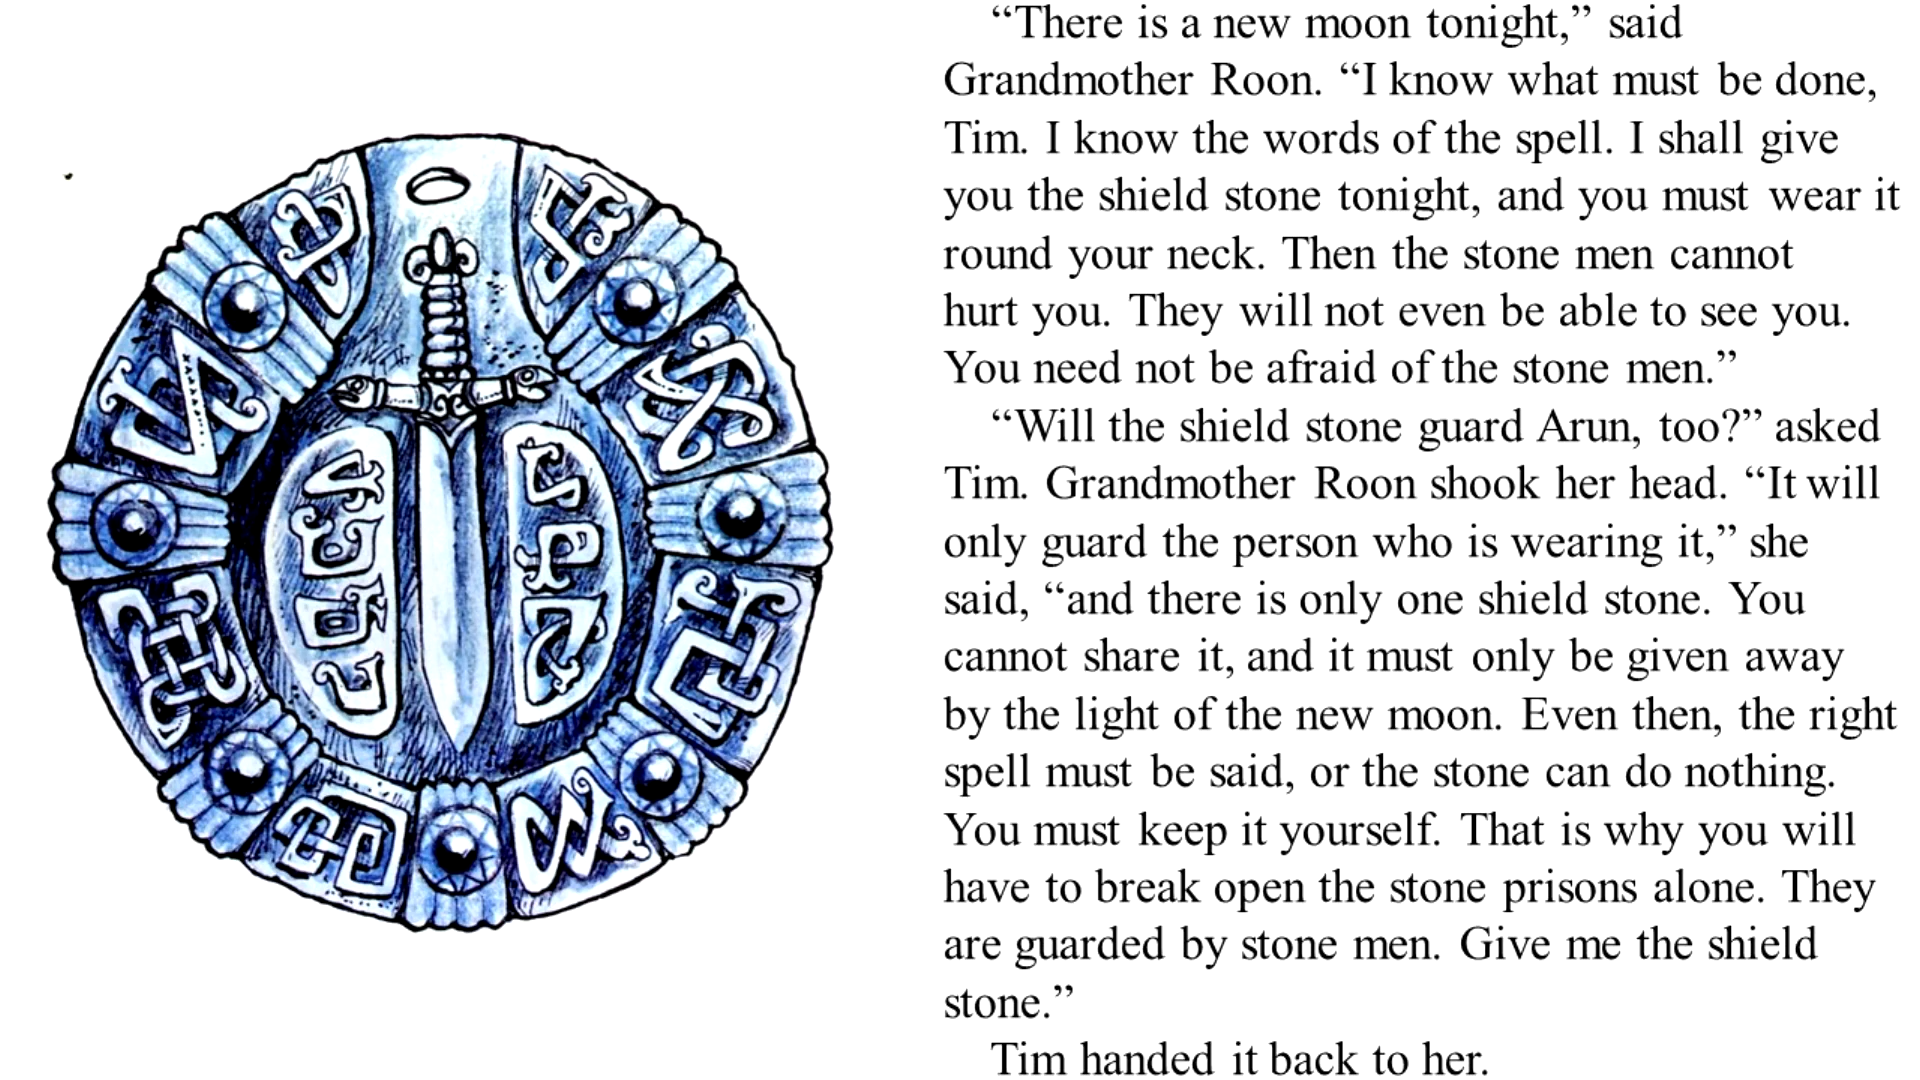 “There is a new moon tonight,” said
Grandmother Roon. “I know what must be done,
Tim. I know the words of the spell. I shall give
you the shield stone tonight, and you must wear it
round your neck. Then the stone men cannot
hurt you. They will not even be able to see you.
You need not be afraid of the stone men.”
“Will the shield stone guard Arun, too?” asked
Tim. Grandmother Roon shook her head. “It will
only guard the person who is wearing it,” she
said, “and there is only one shield stone. You
cannot share it, and it must only be given away
by the light of the new moon. Even then, the right
spell must be said, or the stone can do nothing.
You must keep it yourself. That is why you will
have to break open the stone prisons alone. They
are guarded by stone men. Give me the shield
stone.”
Tim handed it back to her.